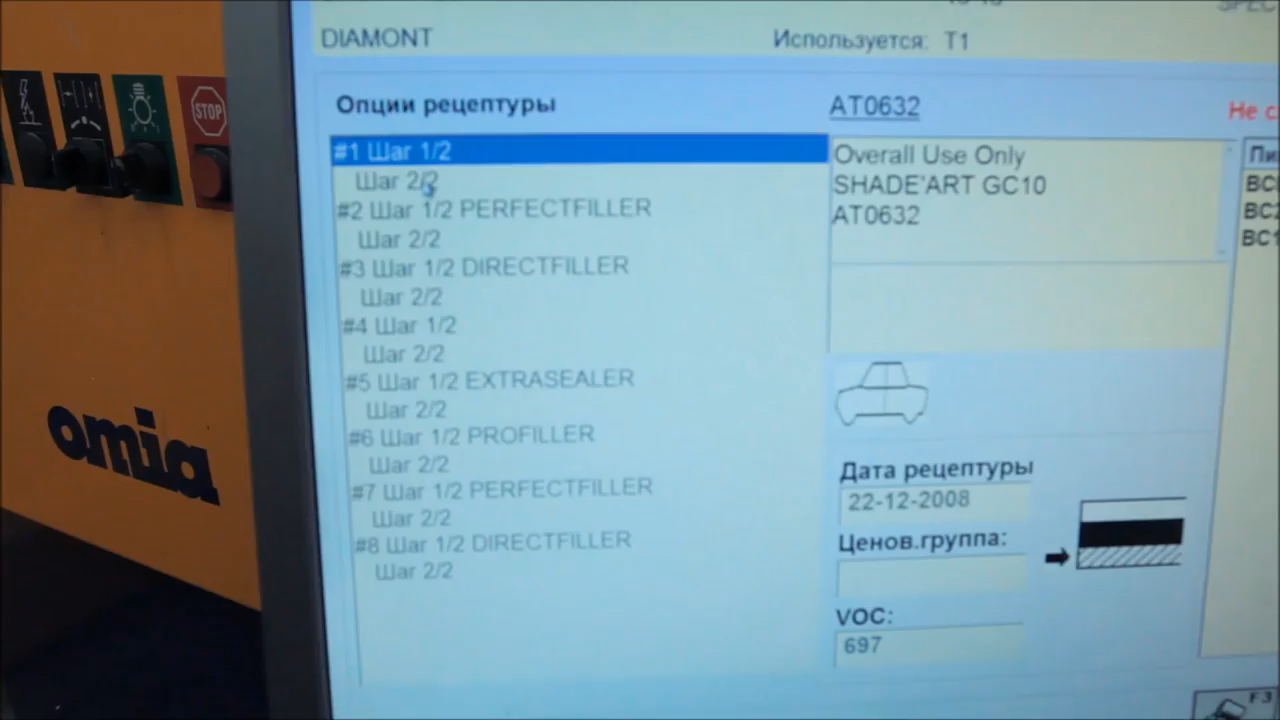 DIAMONT
Используется: T1
STOP
Опции рецептуры
AT0632
#1 Шаг 1/2
Шаг 2/2
#2 Шаг 1/2 PERFECTFILLER
Шаг 2/2
#3 Шаг 1/2 DIRECTFILLER
Шаг 2/2
#4 Шаг 1/2
Шаг 2/2
#5 Шаг 1/2 EXTRASEALER
Шаг 2/2
#6 Шаг 1/2 PROFILLER
Шаг 2/2
#7 Шаг 1/2 PERFECTFILLER
Шаг 2/2
#8 Шаг 1/2 DIRECTFILLER
Шаг 2/2
Overall Use Only
SHADE'ART GC10
AT0632
Не
omia
Дата рецептуры
22-12-2008
Ценов.группа:
VOC:
697
F3